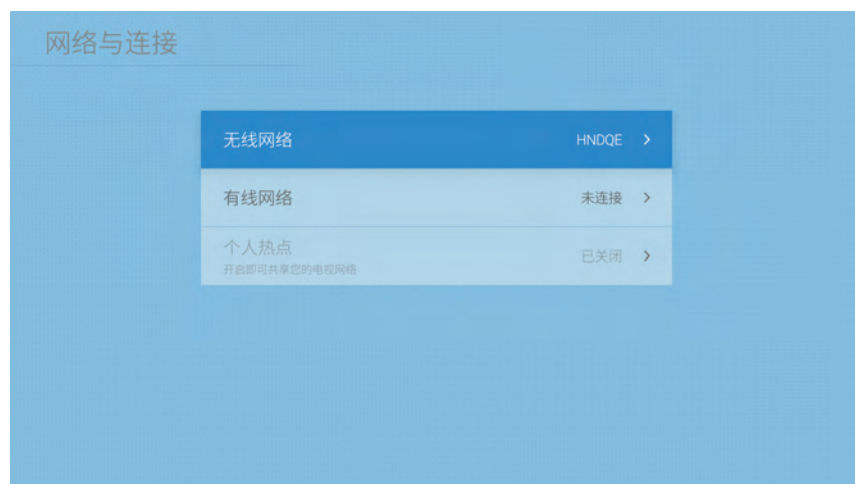 网络与连接
无线网络 HNDQE >
有线网络 未连接 >
个人热点
开启即可共享您的电视网络
已关闭 >